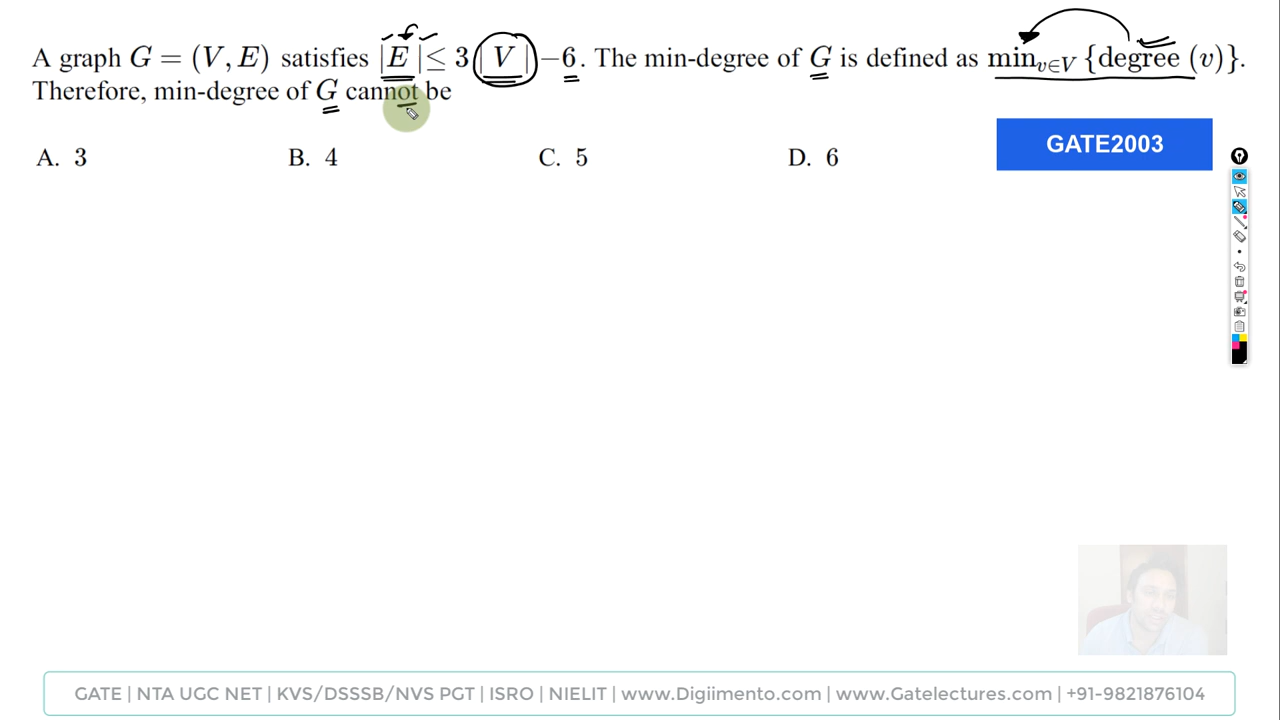 A graph G = (V, E) satisfies |E| ≤ 3|V| −6. The min-degree of G is defined as min_{v∈V} {degree (v)}.
Therefore, min-degree of G cannot be
A. 3 B. 4 C. 5 D. 6
GATE2003
GATE | NTA UGC NET | KVS/DSSSB/NVS PGT | ISRO | NIELIT | www.Digiimento.com | www.Gatelectures.com | +91-9821876104